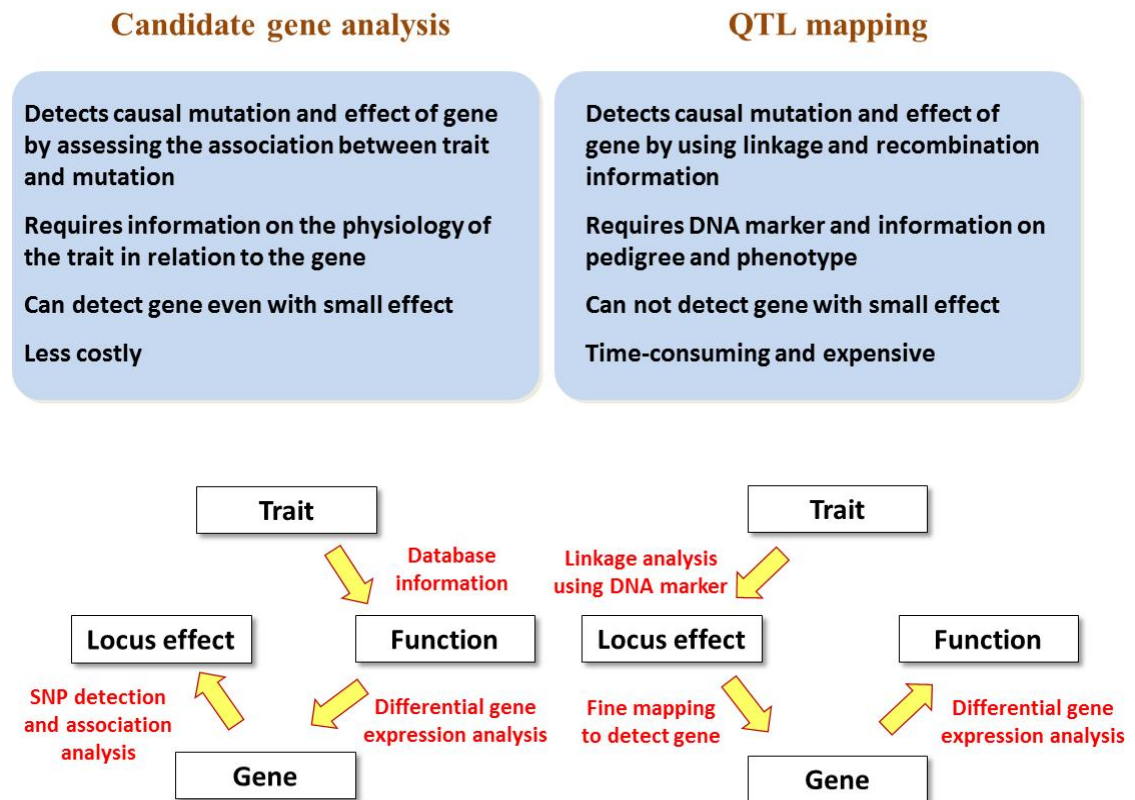 Candidate gene analysis
Detects causal mutation and effect of gene
by assessing the association between trait
and mutation
Requires information on the physiology of
the trait in relation to the gene
Can detect gene even with small effect
Less costly
QTL mapping
Detects causal mutation and effect of
gene by using linkage and recombination
information
Requires DNA marker and information on
pedigree and phenotype
Can not detect gene with small effect
Time-consuming and expensive
Trait
Database
information
Locus effect
Function
SNP detection
and association
analysis
Differential gene
expression analysis
Gene
Trait
Linkage analysis
using DNA marker
Locus effect
Function
Fine mapping
to detect gene
Differential gene
expression analysis
Gene